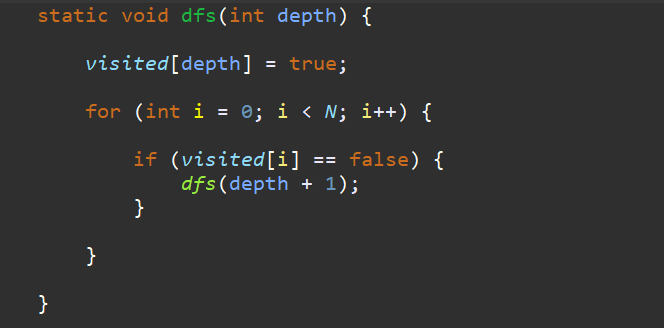 static void dfs(int depth) {
visited[depth] = true;
for (int i = 0; i < N; i++) {
if (visited[i] == false) {
dfs(depth + 1);
}
}
}